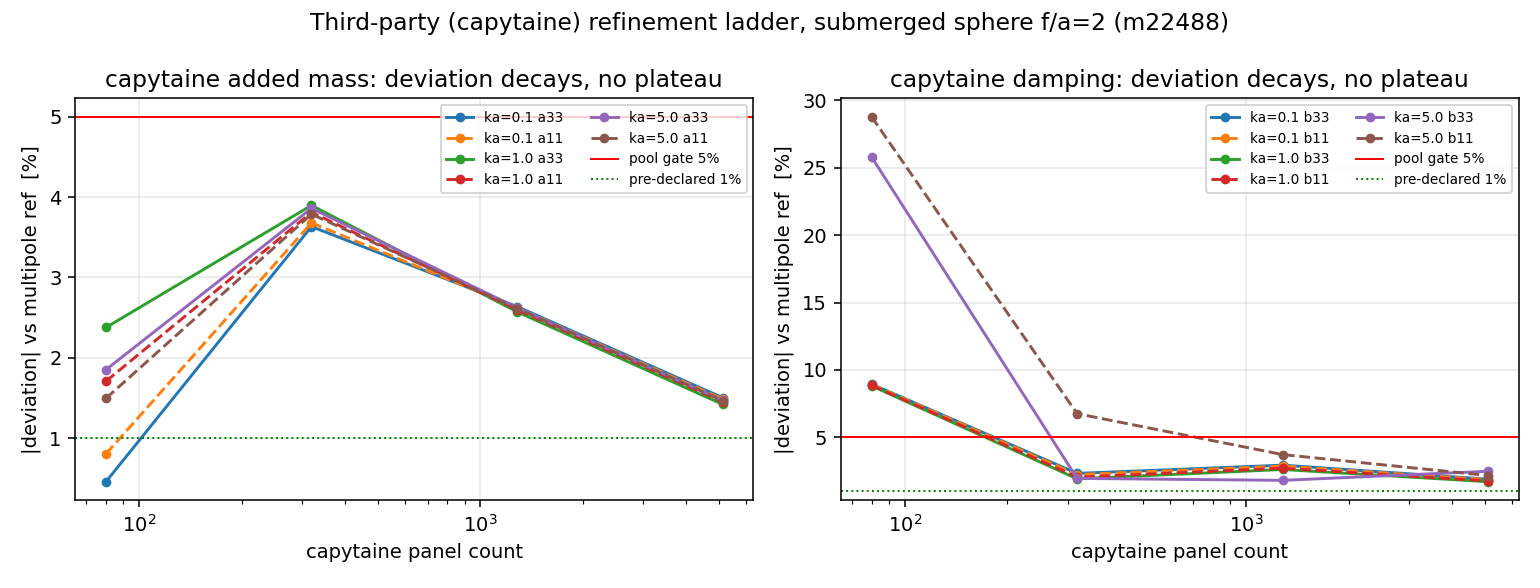 Third-party (capytaine) refinement ladder, submerged sphere f/a=2 (m22488)
capytaine added mass: deviation decays, no plateau
|deviation| vs multipole ref [%]
5
4
3
2
1
ka=0.1 a33
ka=0.1 a11
ka=1.0 a33
ka=1.0 a11
ka=5.0 a33
ka=5.0 a11
pool gate 5%
pre-declared 1%
10²
10³
capytaine panel count
capytaine damping: deviation decays, no plateau
|deviation| vs multipole ref [%]
30
25
20
15
10
5
ka=0.1 b33
ka=0.1 b11
ka=1.0 b33
ka=1.0 b11
ka=5.0 b33
ka=5.0 b11
pool gate 5%
pre-declared 1%
10²
10³
capytaine panel count